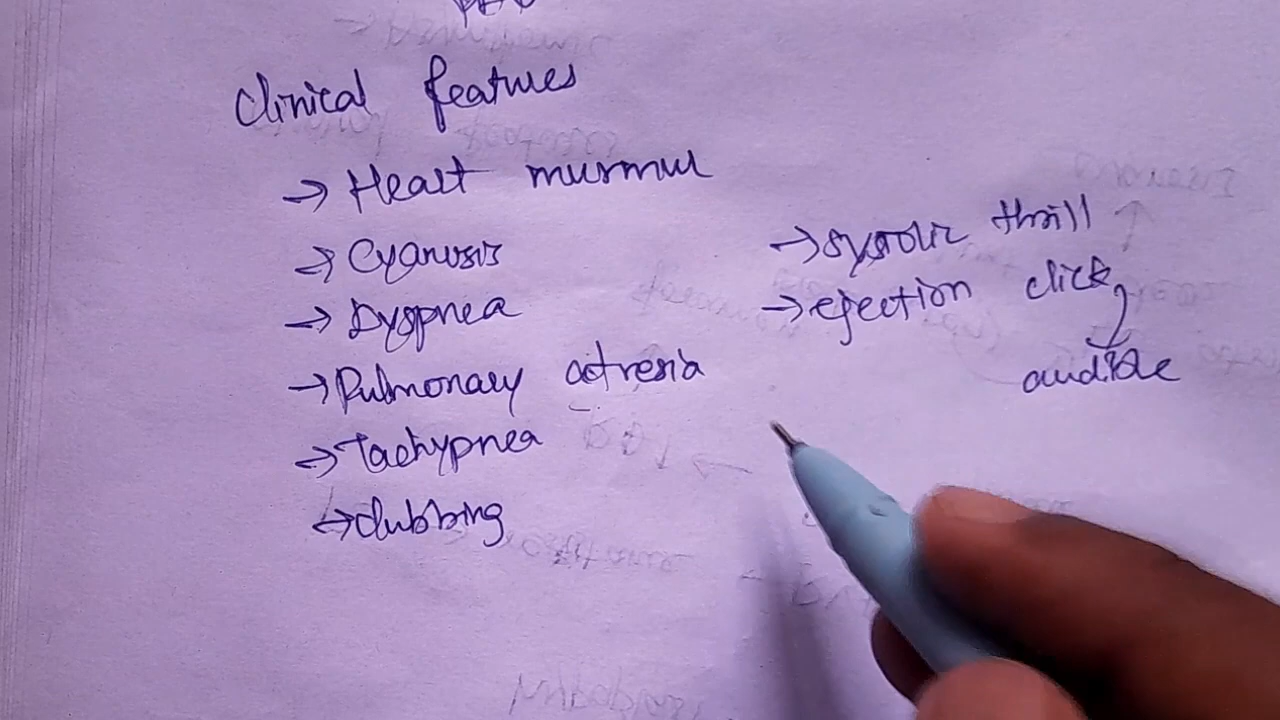 Clinical features
→ Heart murmur
→ Cyanosis
→ Dyspnea
→ Pulmonary atresia
→ Tachypnea
→ clubbing
→ systolic thrill
→ ejection click,
audible